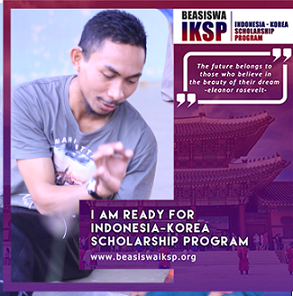 BEASISWA
IKSP
INDONESIA - KOREA
SCHOLARSHIP
PROGRAM
The future belongs to
those who believe in
the beauty of their dream
-eleanor rosevelt-
I AM READY FOR
INDONESIA-KOREA
SCHOLARSHIP PROGRAM
www.beasiswaiksp.org